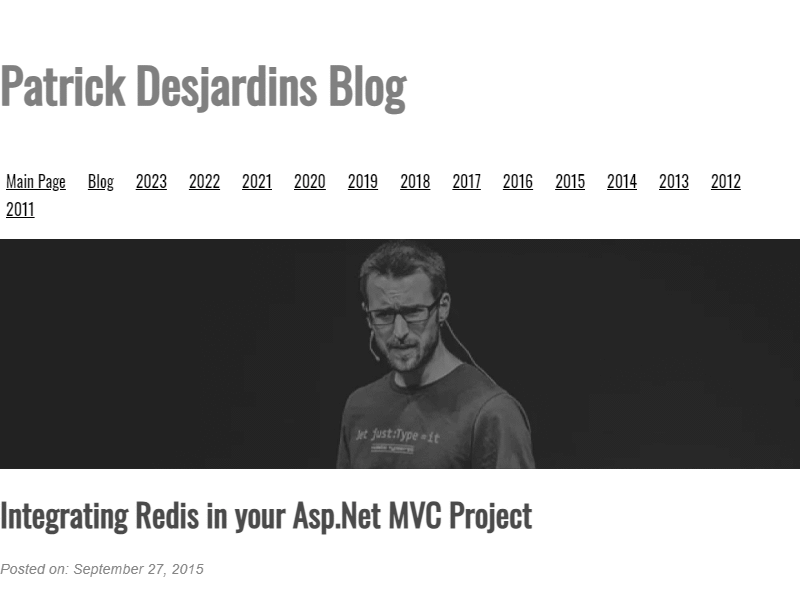 Patrick Desjardins Blog
Main Page Blog 2023 2022 2021 2020 2019 2018 2017 2016 2015 2014 2013 2012
2011
let just:Type = it
Integrating Redis in your Asp.Net MVC Project
Posted on: September 27, 2015